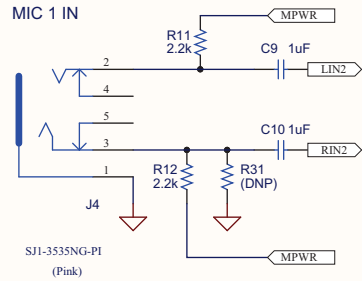 MIC 1 IN
MPWR
R11
2.2k
C9 1uF
2
LIN2
4
5
C10 1uF
3
RIN2
R12
2.2k
R31
(DNP)
1
J4
SJ1-3535NG-PI
(Pink)
MPWR